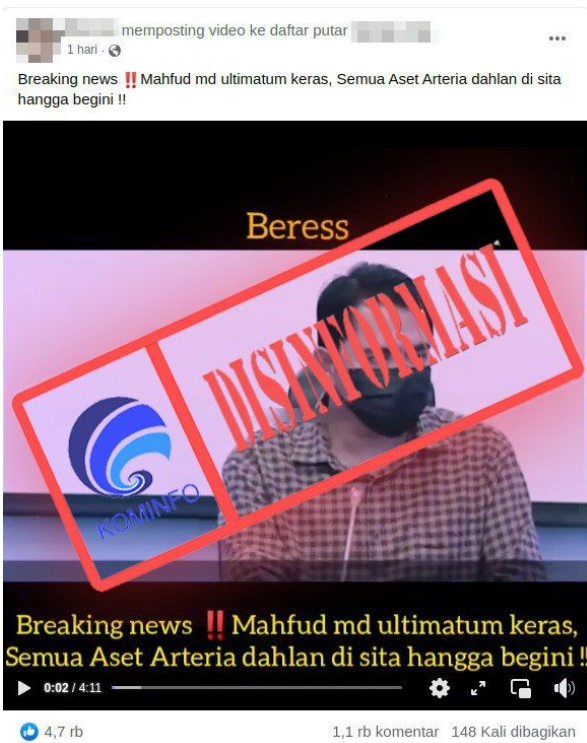 memposting video ke daftar putar
1 hari ·
Breaking news ‼️ Mahfud md ultimatum keras, Semua Aset Arteria dahlan di sita
hangga begini !!
Beress
DISINFORMASI
KOMINFO
Breaking news ‼️ Mahfud md ultimatum keras,
Semua Aset Arteria dahlan di sita hangga begini ‼️
0:02 / 4:11
4,7 rb
1,1 rb komentar 148 Kali dibagikan